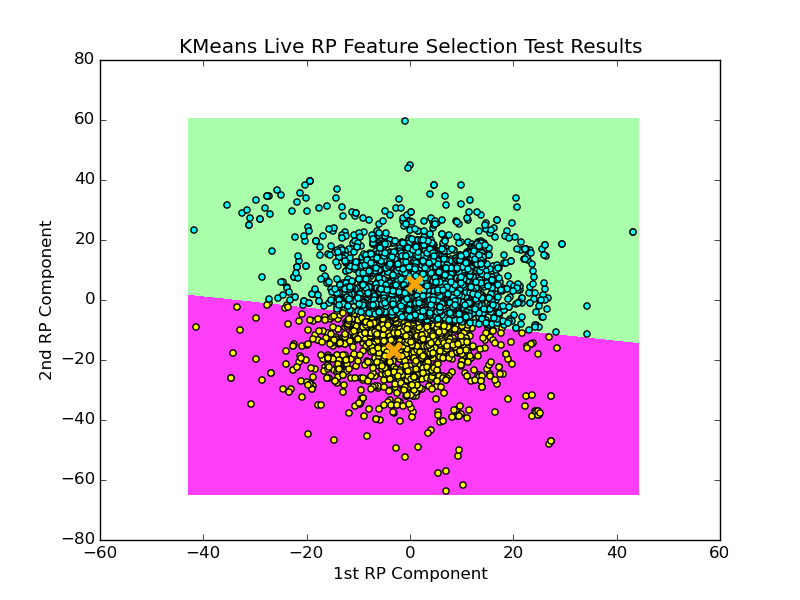 KMeans Live RP Feature Selection Test Results
80
60
40
20
0
−20
−40
−60
−80
2nd RP Component
−60 −40 −20 0 20 40 60
1st RP Component